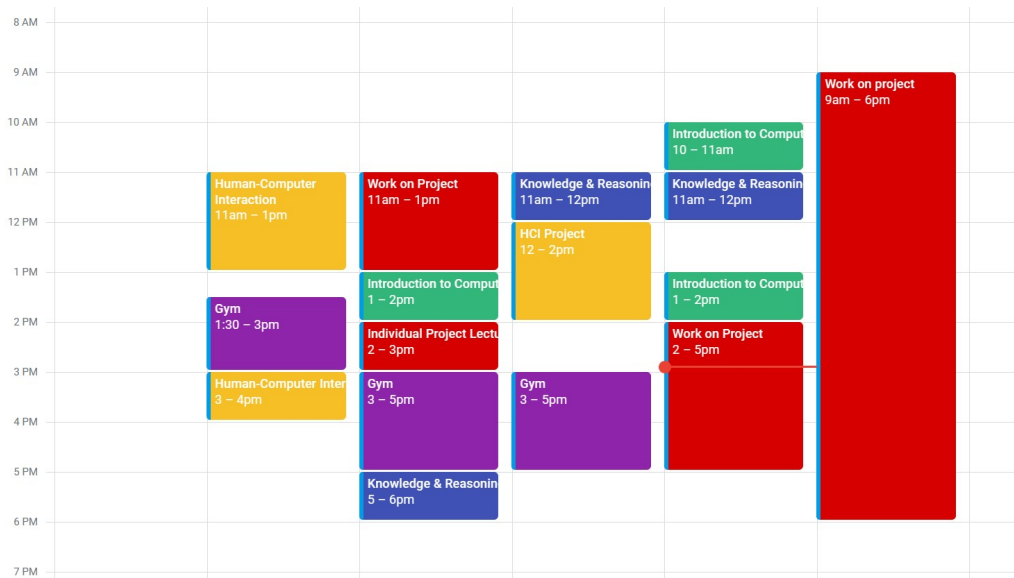 8 AM
9 AM
10 AM
11 AM
12 PM
1 PM
2 PM
3 PM
4 PM
5 PM
6 PM
7 PM
Human-Computer
Interaction
11am – 1pm
Gym
1:30 – 3pm
Human-Computer Inter
3 – 4pm
Work on Project
11am – 1pm
Introduction to Comput
1 – 2pm
Individual Project Lectu
2 – 3pm
Gym
3 – 5pm
Knowledge & Reasonin
5 – 6pm
Knowledge & Reasonin
11am – 12pm
HCI Project
12 – 2pm
Gym
3 – 5pm
Introduction to Comput
10 – 11am
Knowledge & Reasonin
11am – 12pm
Introduction to Comput
1 – 2pm
Work on Project
2 – 5pm
Work on project
9am – 6pm